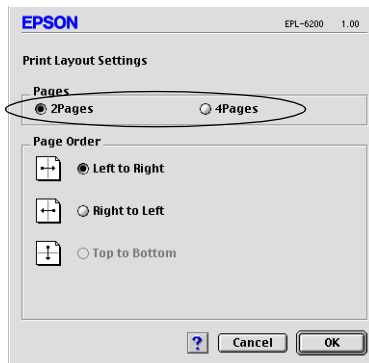 EPSON EPL-6200 1.00
Print Layout Settings
Pages
2Pages 4Pages
Page Order
Left to Right
Right to Left
Top to Bottom
? Cancel OK